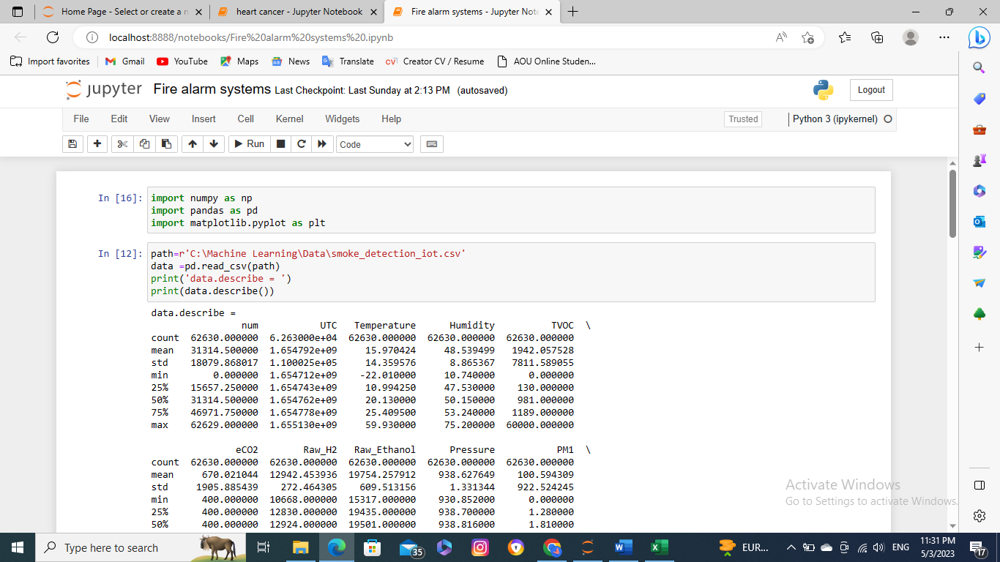 Home Page - Select or create a n
heart cancer - Jupyter Notebook
Fire alarm systems - Jupyter Note
localhost:8888/notebooks/Fire%20alarm%20systems%20.ipynb
Import favorites
Gmail
YouTube
Maps
News
Translate
CV
Creator CV / Resume
AOU Online Studen...
jupyter Fire alarm systems Last Checkpoint: Last Sunday at 2:13 PM (autosaved)
Logout
File Edit View Insert Cell Kernel Widgets Help
Trusted
Python 3 (ipykernel)
Run
Code
In [16]: import numpy as np
import pandas as pd
import matplotlib.pyplot as plt
In [12]: path=r'C:\Machine Learning\Data\smoke_detection_iot.csv'
data =pd.read_csv(path)
print('data.describe = ')
print(data.describe())
data.describe =
num UTC Temperature Humidity TVOC \
count 62630.000000 6.263000e+04 62630.000000 62630.000000 62630.000000
mean 31314.500000 1.654792e+09 15.970424 48.539499 1942.057528
std 18079.868017 1.100025e+05 14.359576 8.865367 7811.589055
min 0.000000 1.654712e+09 -22.010000 10.740000 0.000000
25% 15657.250000 1.654743e+09 10.994250 47.530000 130.000000
50% 31314.500000 1.654762e+09 20.130000 50.150000 981.000000
75% 46971.750000 1.654778e+09 25.409500 53.240000 1189.000000
max 62629.000000 1.655130e+09 59.930000 75.200000 60000.000000
eCO2 Raw_H2 Raw_Ethanol Pressure PM1 \
count 62630.000000 62630.000000 62630.000000 62630.000000 62630.000000
mean 670.021044 12942.453936 19754.257912 938.627649 100.594309
std 1905.885439 272.464305 609.513156 1.331344 922.524245
min 400.000000 10668.000000 15317.000000 930.852000 0.000000
25% 400.000000 12830.000000 19435.000000 938.700000 1.280000
50% 400.000000 12924.000000 19501.000000 938.816000 1.810000
Activate Windows
Go to Settings to activate Windows.
Type here to search
35
EUR...
ENG
11:31 PM
5/3/2023
17